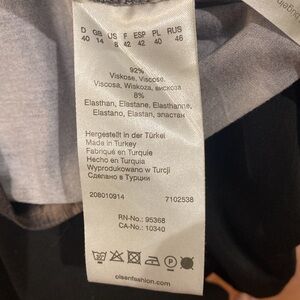 D GB US F ESP PL RUS
40 14 8 42 42 40 46
92%
Viskose, Viscose,
Viscosa, Wiskoza, вискоза
8%
Elasthan, Elastane, Elasthanne,
Elastano, Elastan, эластан
Hergestellt in der Türkei
Made in Turkey
Fabriqué en Turquie
Hecho en Turquía
Wyprodukowano w Turcji
Сделано в Турции
208010914 7102538
RN-No.: 95368
CA-No.: 10340
olsenfashion.com